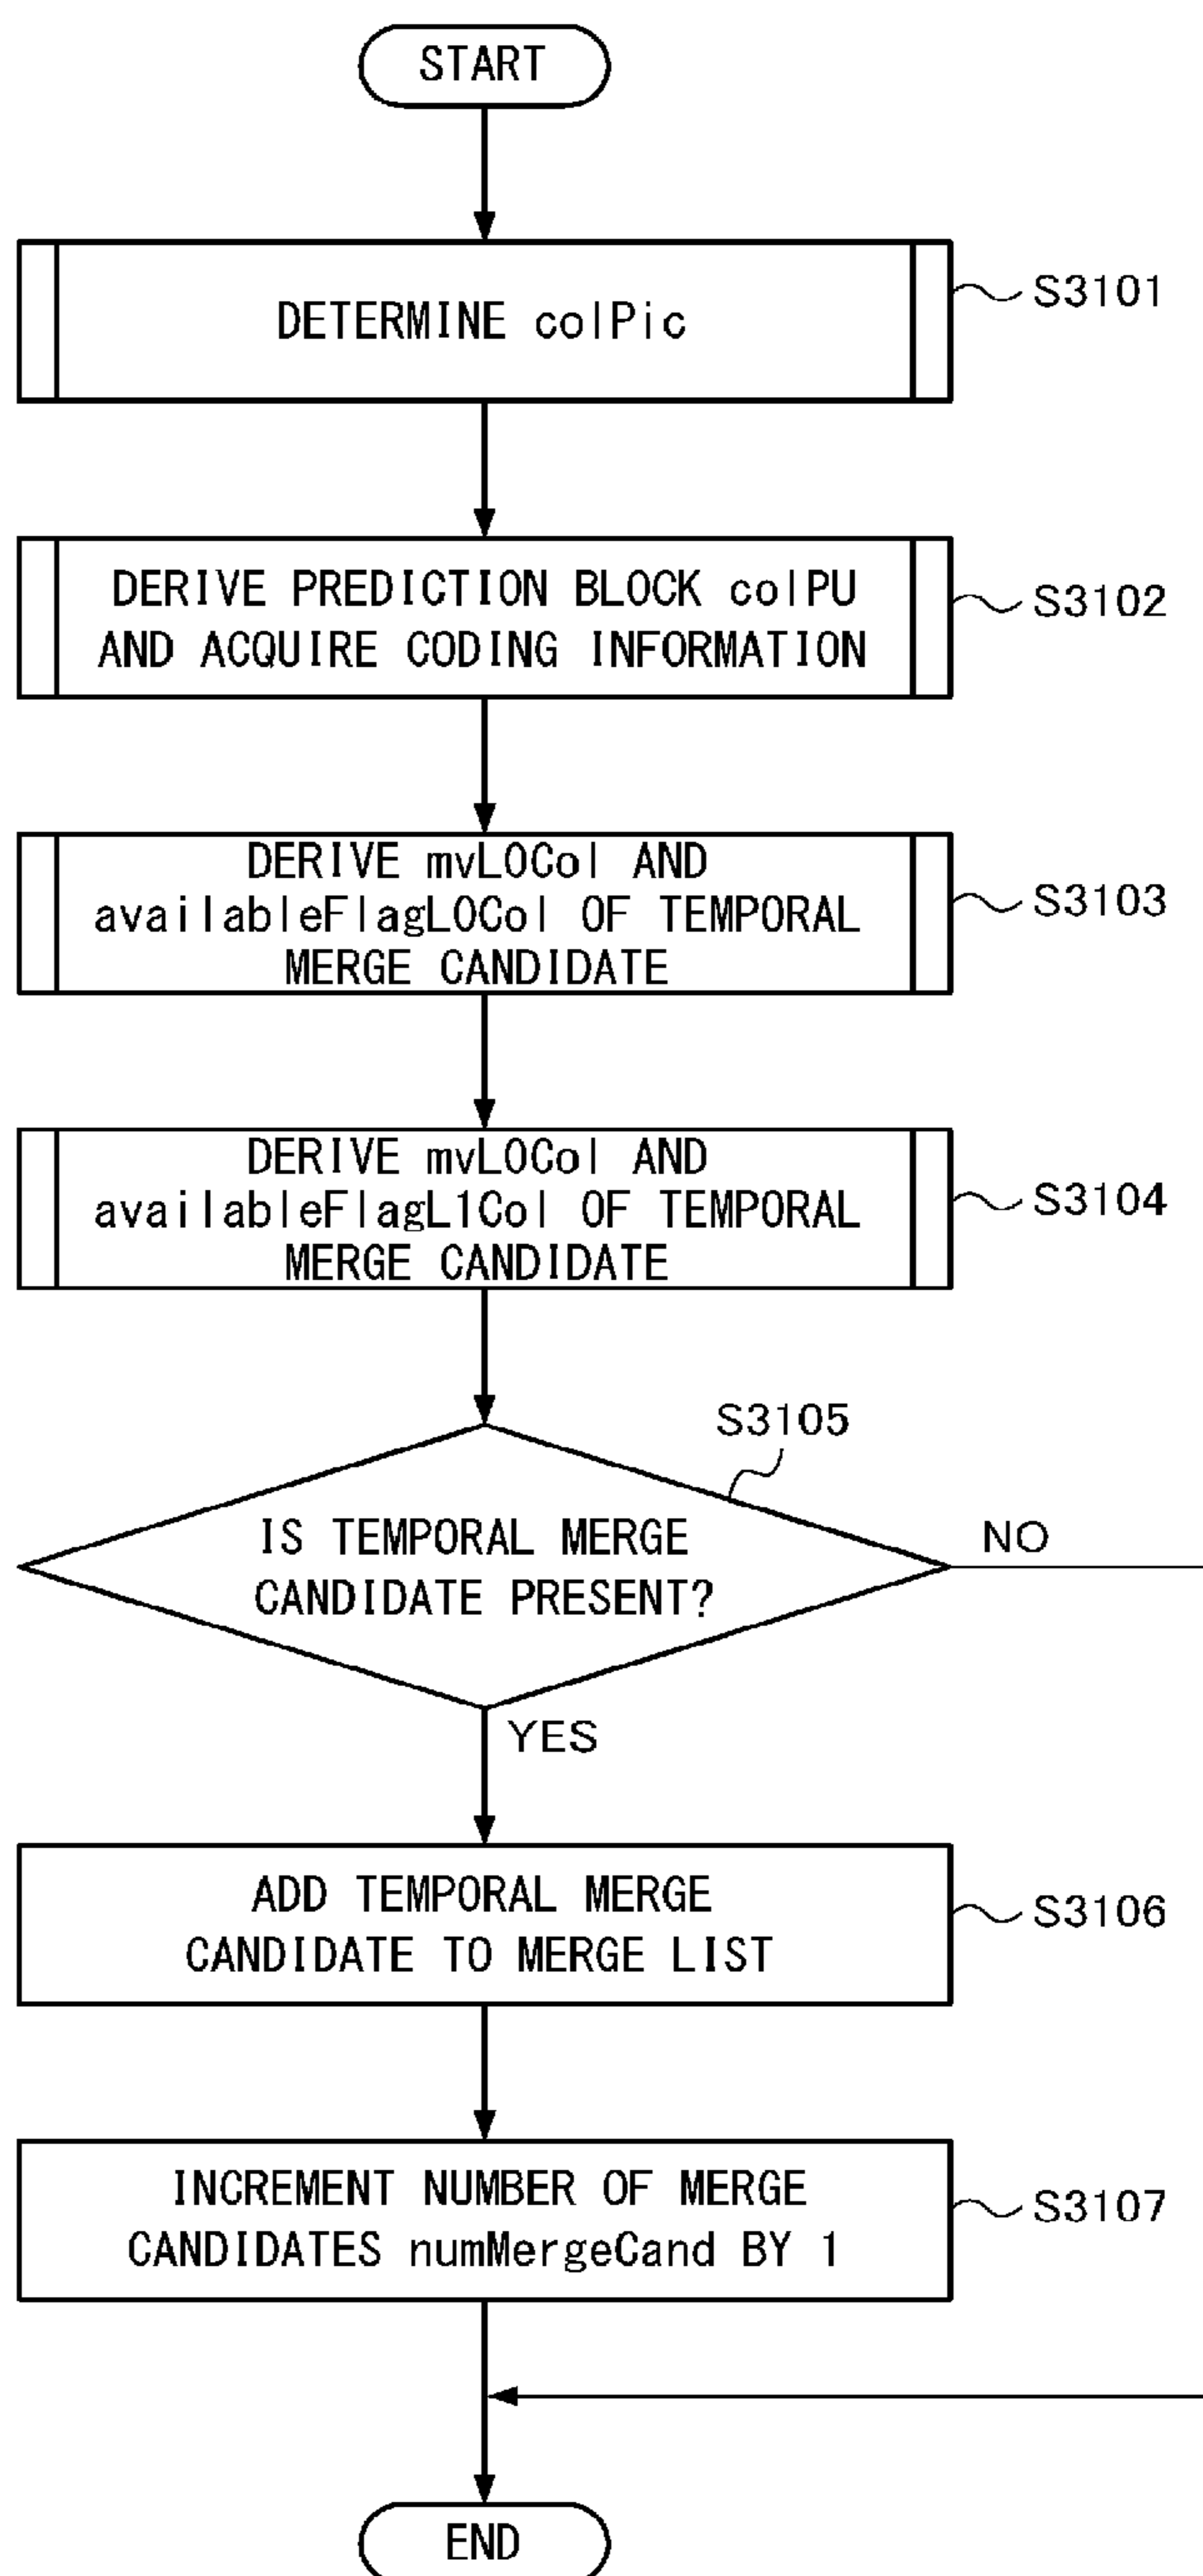 START
DETERMINE colPic
S3101
DERIVE PREDICTION BLOCK colPU
AND ACQUIRE CODING INFORMATION
S3102
DERIVE mvL0Col AND
availableFlagL0Col OF TEMPORAL
MERGE CANDIDATE
S3103
DERIVE mvL0Col AND
availableFlagL1Col OF TEMPORAL
MERGE CANDIDATE
S3104
S3105
IS TEMPORAL MERGE
CANDIDATE PRESENT?
NO
YES
ADD TEMPORAL MERGE
CANDIDATE TO MERGE LIST
S3106
INCREMENT NUMBER OF MERGE
CANDIDATES numMergeCand BY 1
S3107
END